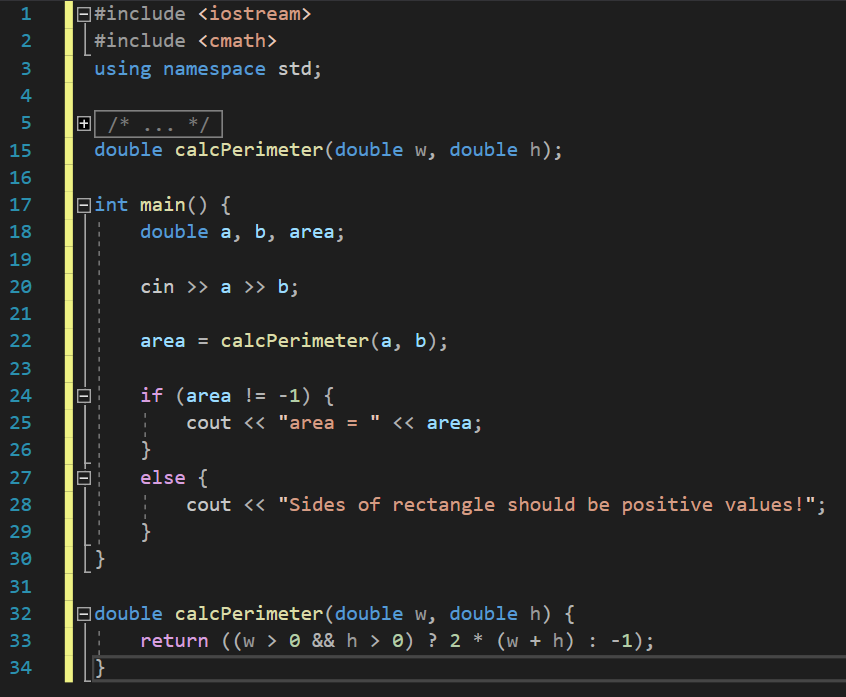 1 #include <iostream>
2 #include <cmath>
3 using namespace std;
4
5 /* ... */
15 double calcPerimeter(double w, double h);
16
17 int main() {
18     double a, b, area;
19
20     cin >> a >> b;
21
22     area = calcPerimeter(a, b);
23
24     if (area != -1) {
25         cout << "area = " << area;
26     }
27     else {
28         cout << "Sides of rectangle should be positive values!";
29     }
30 }
31
32 double calcPerimeter(double w, double h) {
33     return ((w > 0 && h > 0) ? 2 * (w + h) : -1);
34 }